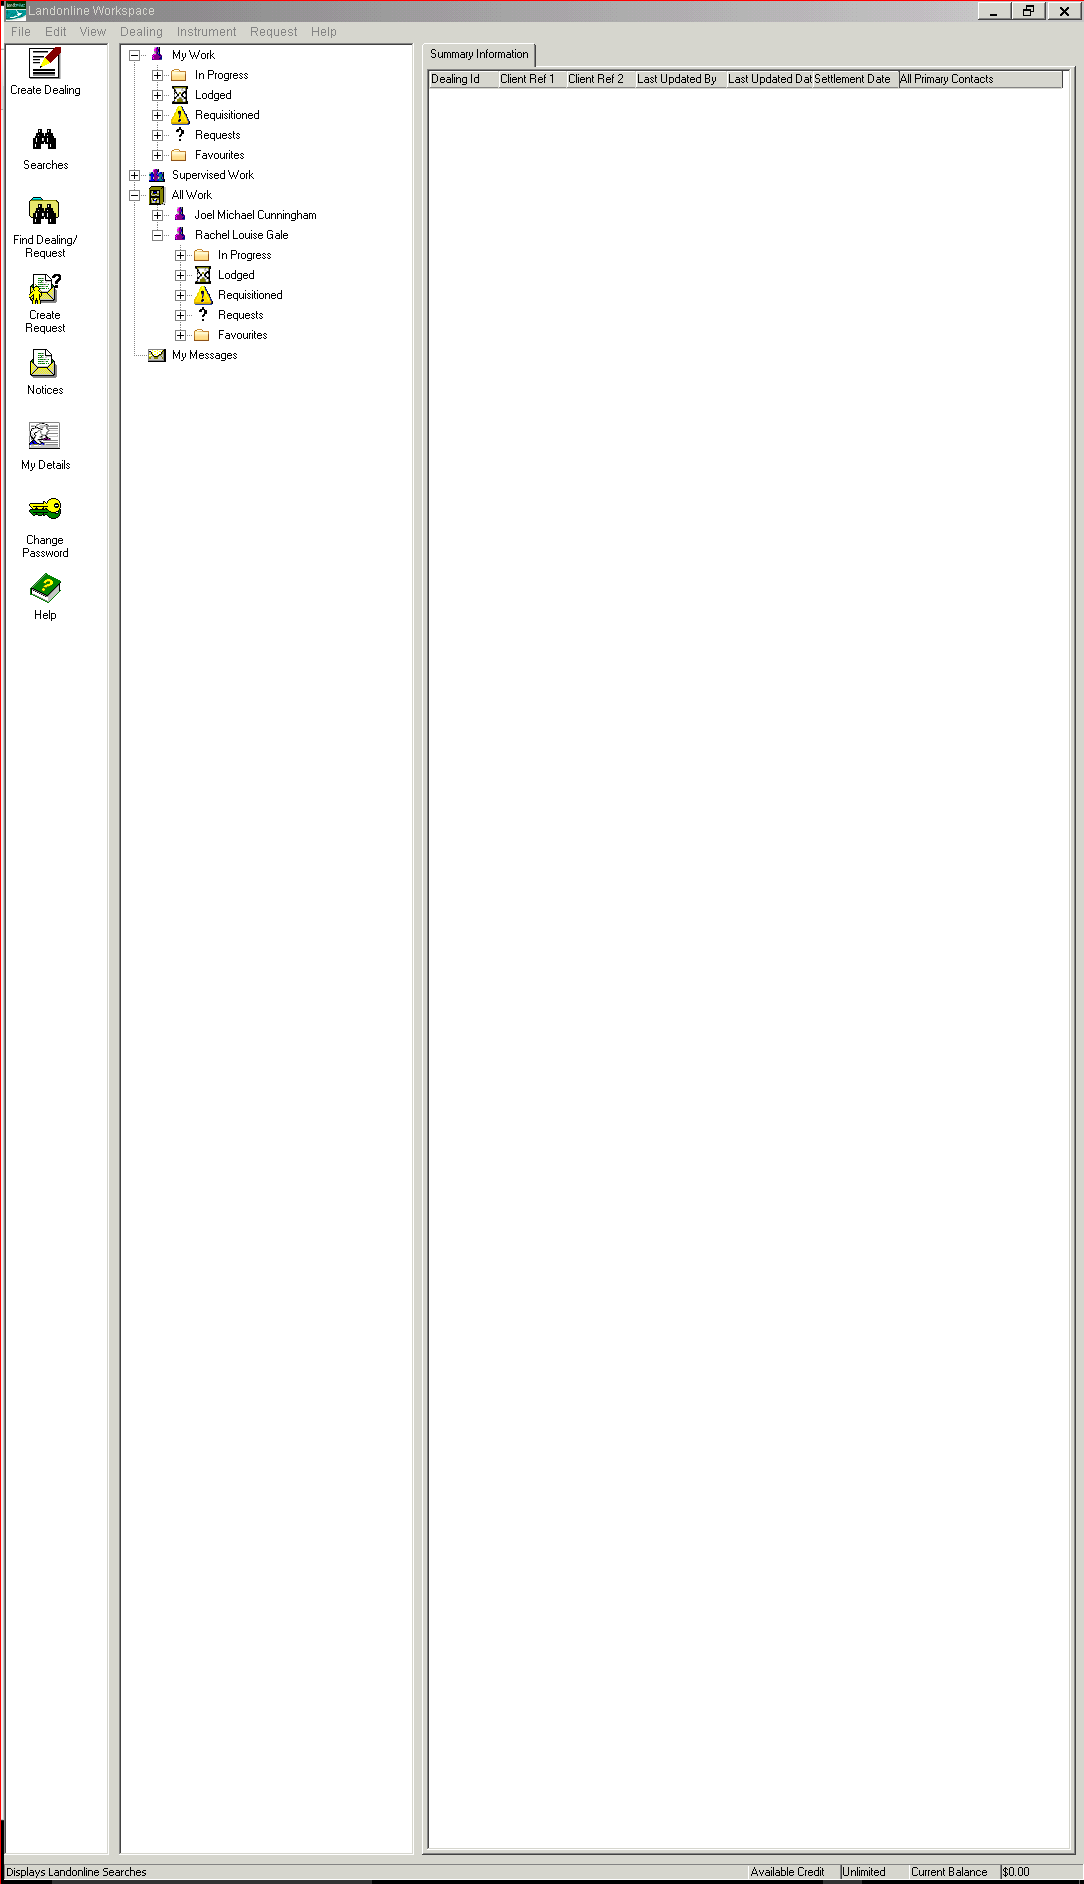 Landonline Workspace
File Edit View Dealing Instrument Request Help
Create Dealing
Searches
Find Dealing/
Request
Create
Request
Notices
My Details
Change
Password
Help
My Work
In Progress
Lodged
Requisitioned
Requests
Favourites
Supervised Work
All Work
Joel Michael Cunningham
Rachel Louise Gale
In Progress
Lodged
Requisitioned
Requests
Favourites
My Messages
Summary Information
Dealing Id Client Ref 1 Client Ref 2 Last Updated By Last Updated Dat Settlement Date All Primary Contacts
Displays Landonline Searches Available Credit Unlimited Current Balance $0.00